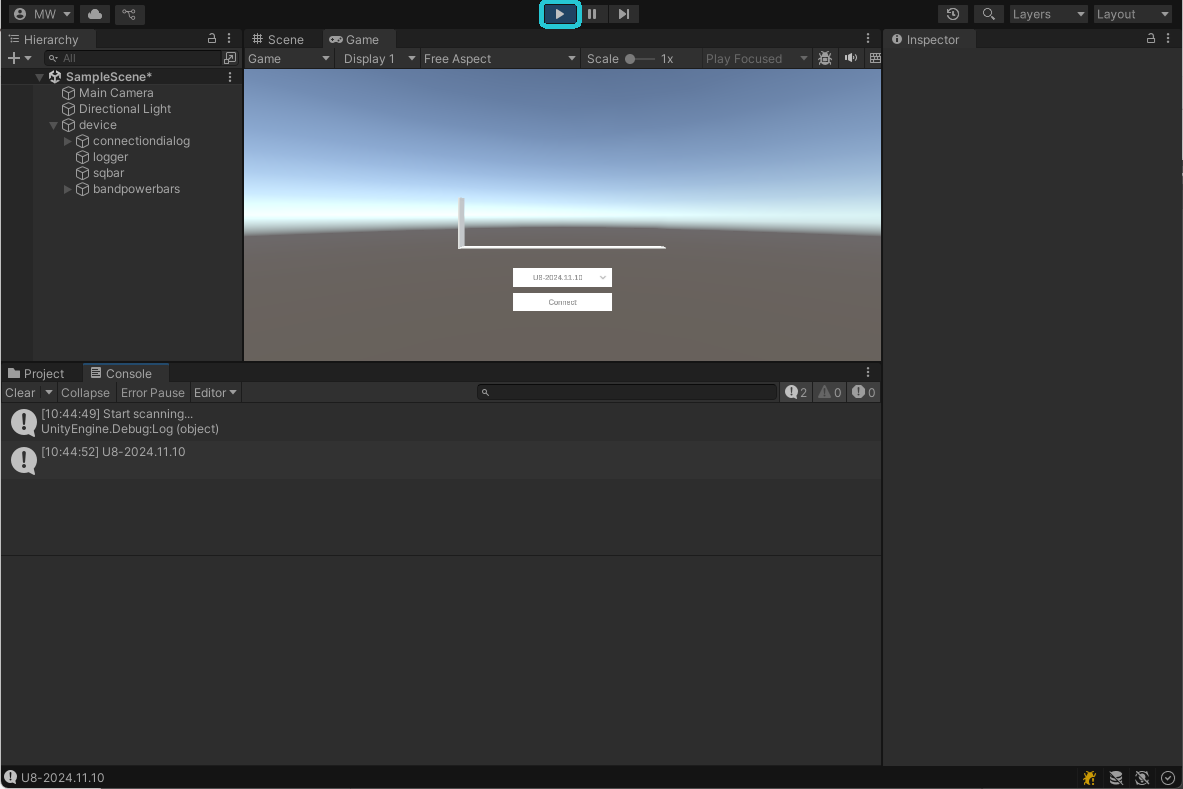 MW
Layers
Layout
Hierarchy
Scene
Game
Inspector
All
Game
Display 1
Free Aspect
Scale
1x
Play Focused
SampleScene*
Main Camera
Directional Light
device
connectiondialog
logger
sqbar
bandpowerbars
U8-2024.11.10
Connect
Project
Console
Clear
Collapse
Error Pause
Editor
2
0
0
[10:44:49] Start scanning...
UnityEngine.Debug:Log (object)
[10:44:52] U8-2024.11.10
U8-2024.11.10